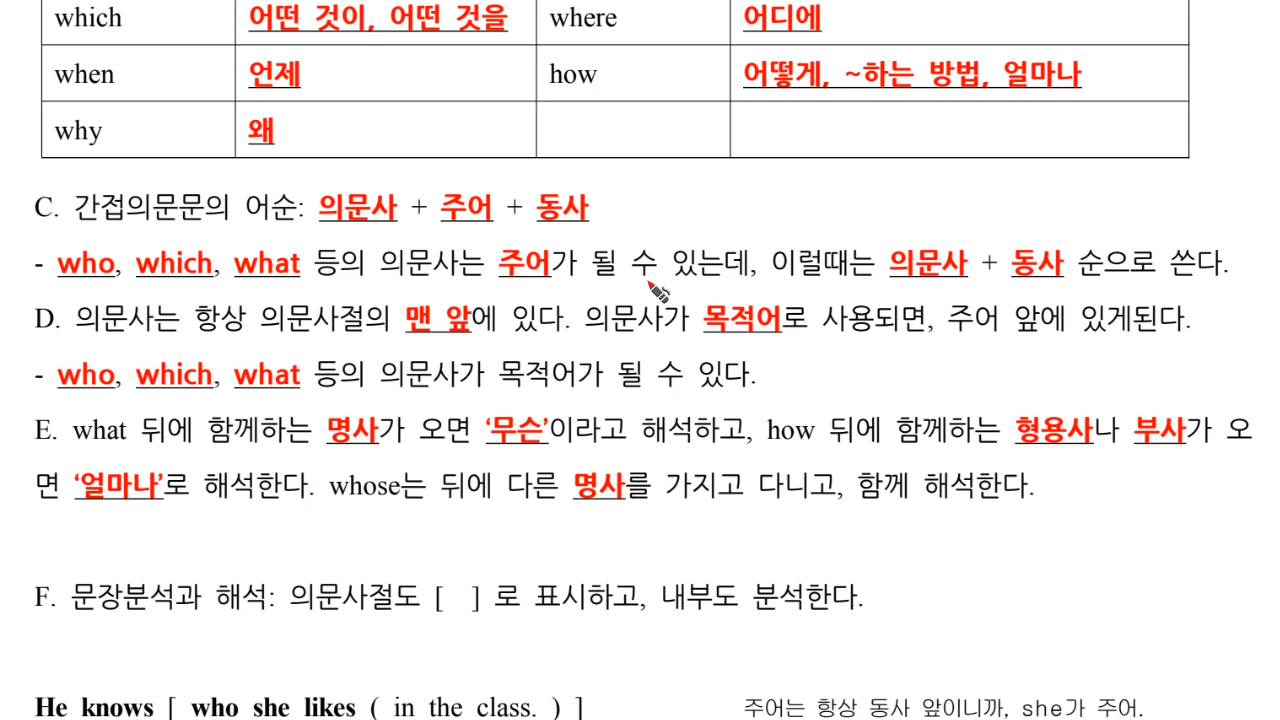 which 어떤 것이, 어떤 것을 where 어디에
when 언제 how 어떻게, ~하는 방법, 얼마나
why 왜
C. 간접의문문의 어순: 의문사 + 주어 + 동사
- who, which, what 등의 의문사는 주어가 될 수 있는데, 이럴때는 의문사 + 동사 순으로 쓴다.
D. 의문사는 항상 의문사절의 맨 앞에 있다. 의문사가 목적어로 사용되면, 주어 앞에 있게된다.
- who, which, what 등의 의문사가 목적어가 될 수 있다.
E. what 뒤에 함께하는 명사가 오면 ‘무슨’이라고 해석하고, how 뒤에 함께하는 형용사나 부사가 오
면 ‘얼마나’로 해석한다. whose는 뒤에 다른 명사를 가지고 다니고, 함께 해석한다.
F. 문장분석과 해석: 의문사절도 [ ] 로 표시하고, 내부도 분석한다.
He knows [ who she likes ( in the class. ) ] 주어는 항상 동사 앞이니까, she가 주어.